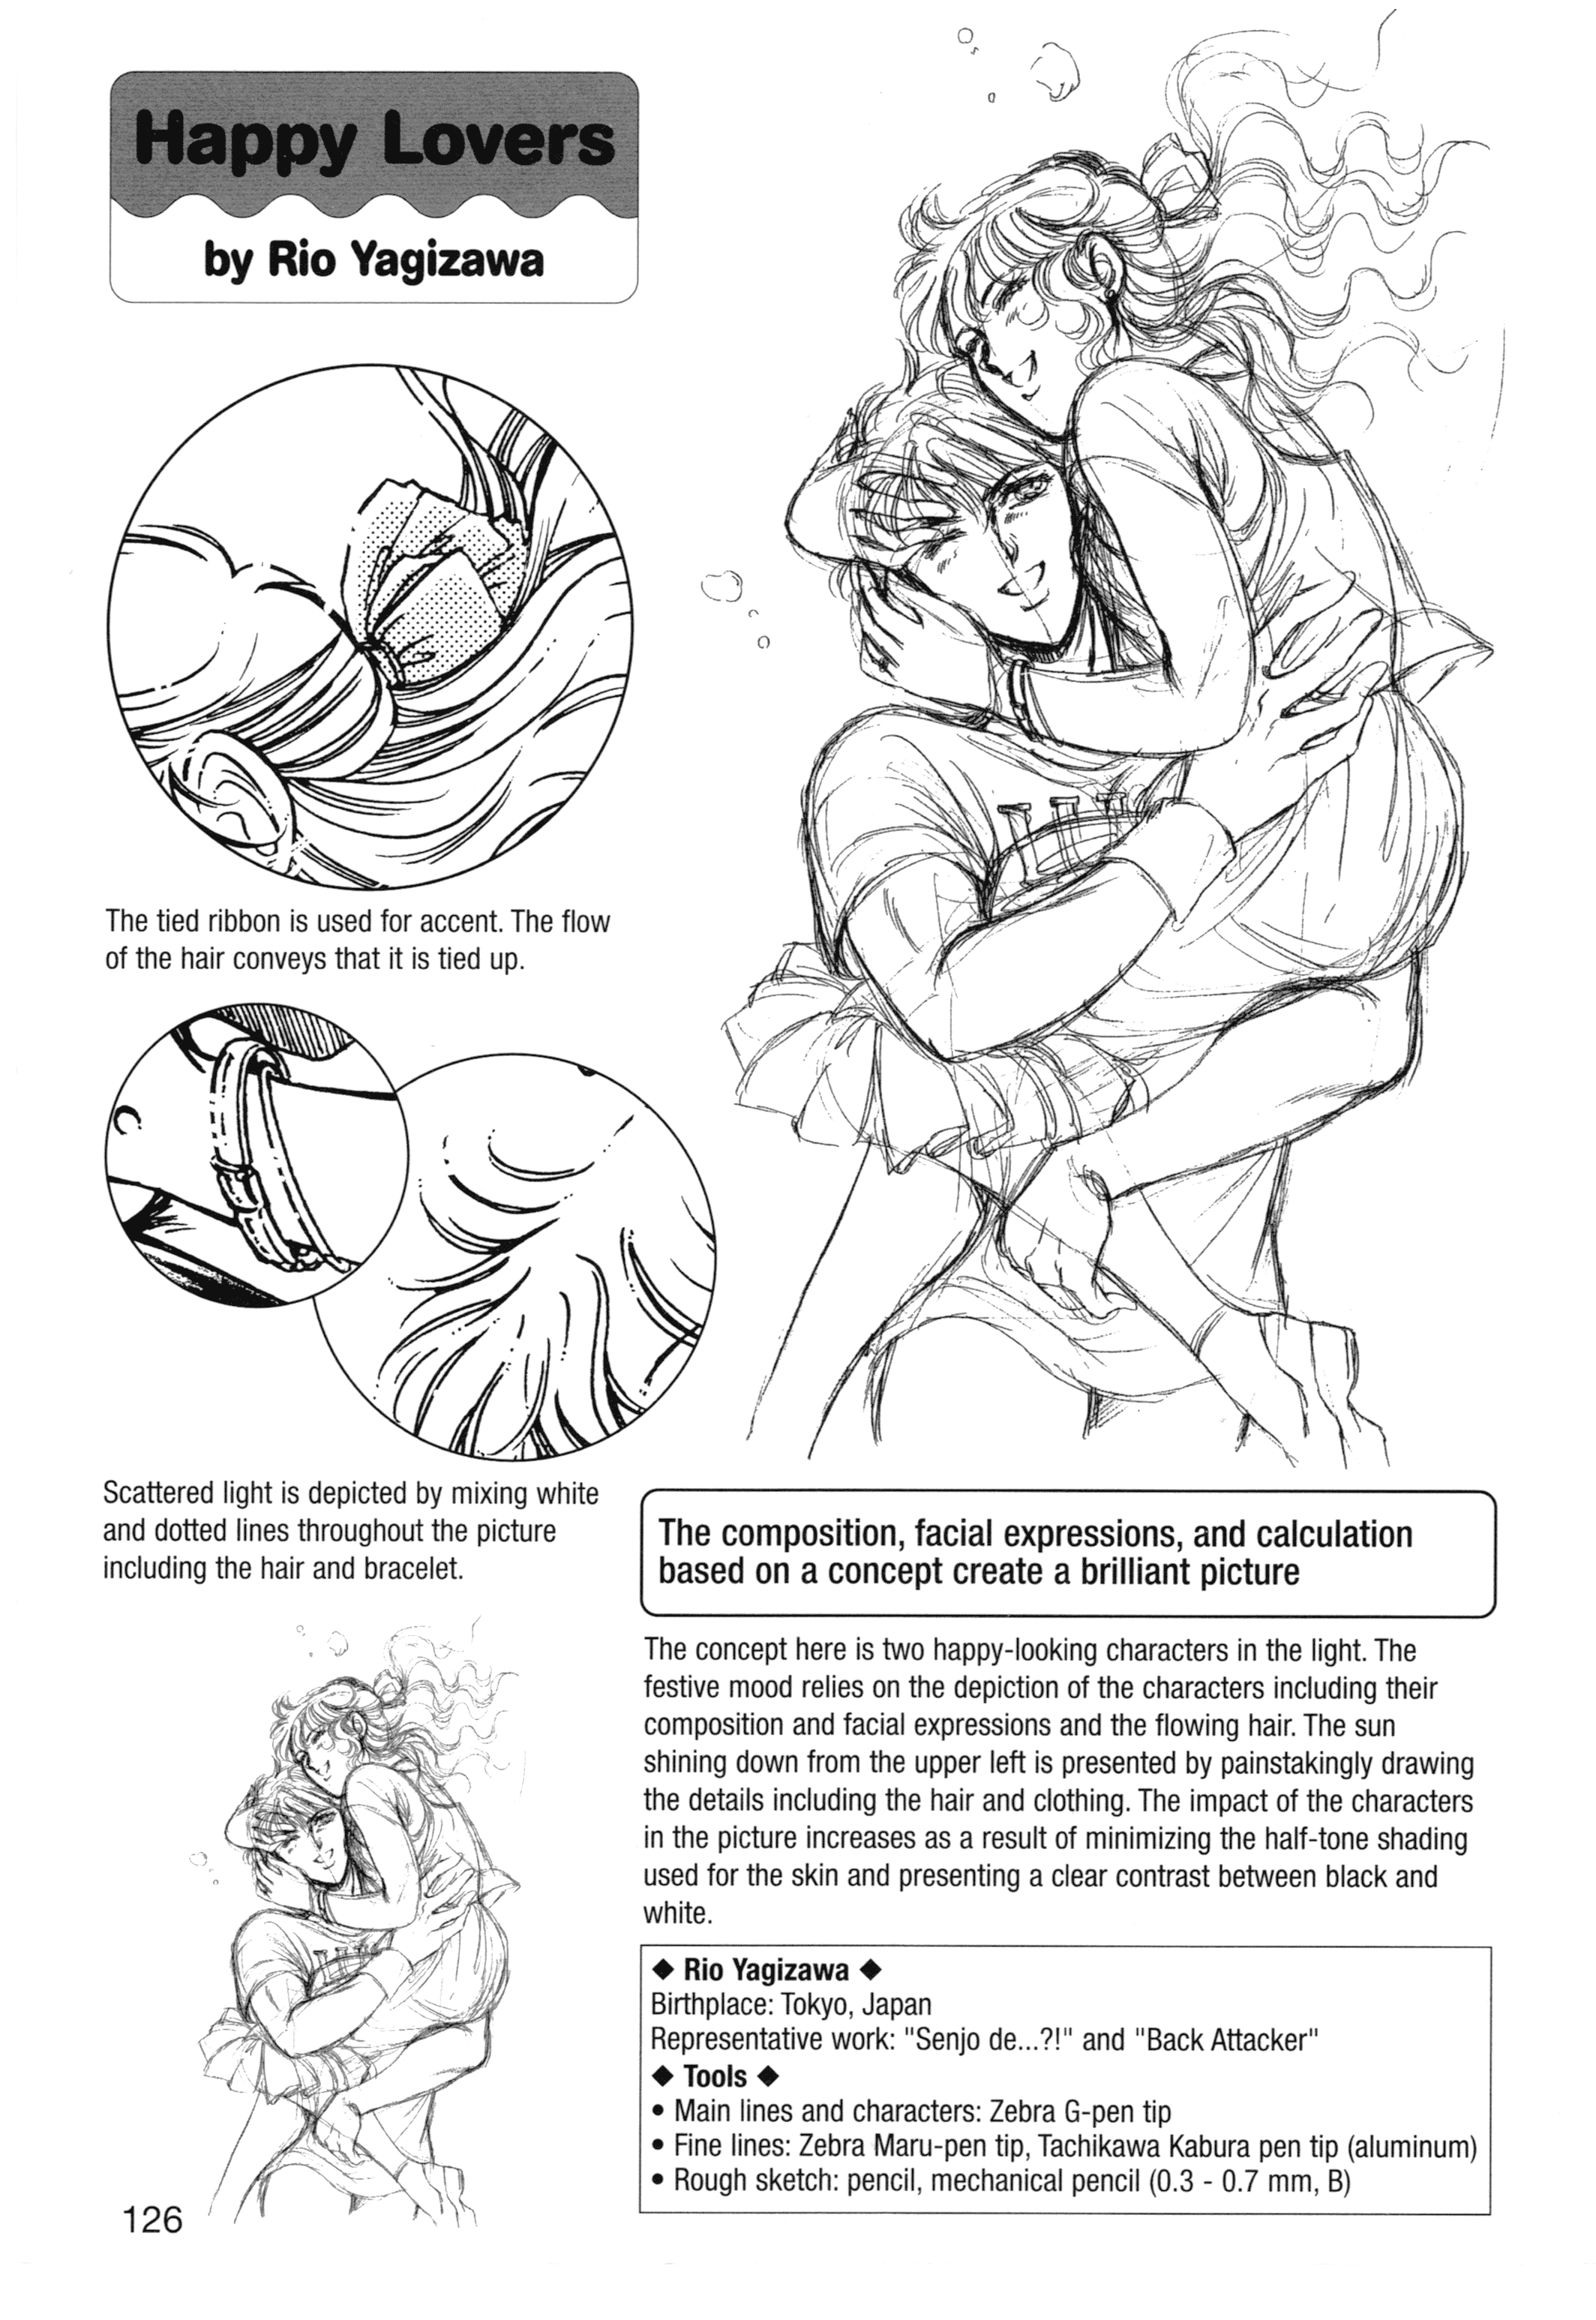 Happy Lovers
by Rio Yagizawa
The tied ribbon is used for accent. The flow
of the hair conveys that it is tied up.
Scattered light is depicted by mixing white
and dotted lines throughout the picture
including the hair and bracelet.
The composition, facial expressions, and calculation
based on a concept create a brilliant picture
The concept here is two happy-looking characters in the light. The
festive mood relies on the depiction of the characters including their
composition and facial expressions and the flowing hair. The sun
shining down from the upper left is presented by painstakingly drawing
the details including the hair and clothing. The impact of the characters
in the picture increases as a result of minimizing the half-tone shading
used for the skin and presenting a clear contrast between black and
white.
◆ Rio Yagizawa ◆
Birthplace: Tokyo, Japan
Representative work: "Senjo de...?!" and "Back Attacker"
◆ Tools ◆
• Main lines and characters: Zebra G-pen tip
• Fine lines: Zebra Maru-pen tip, Tachikawa Kabura pen tip (aluminum)
• Rough sketch: pencil, mechanical pencil (0.3 - 0.7 mm, B)
126